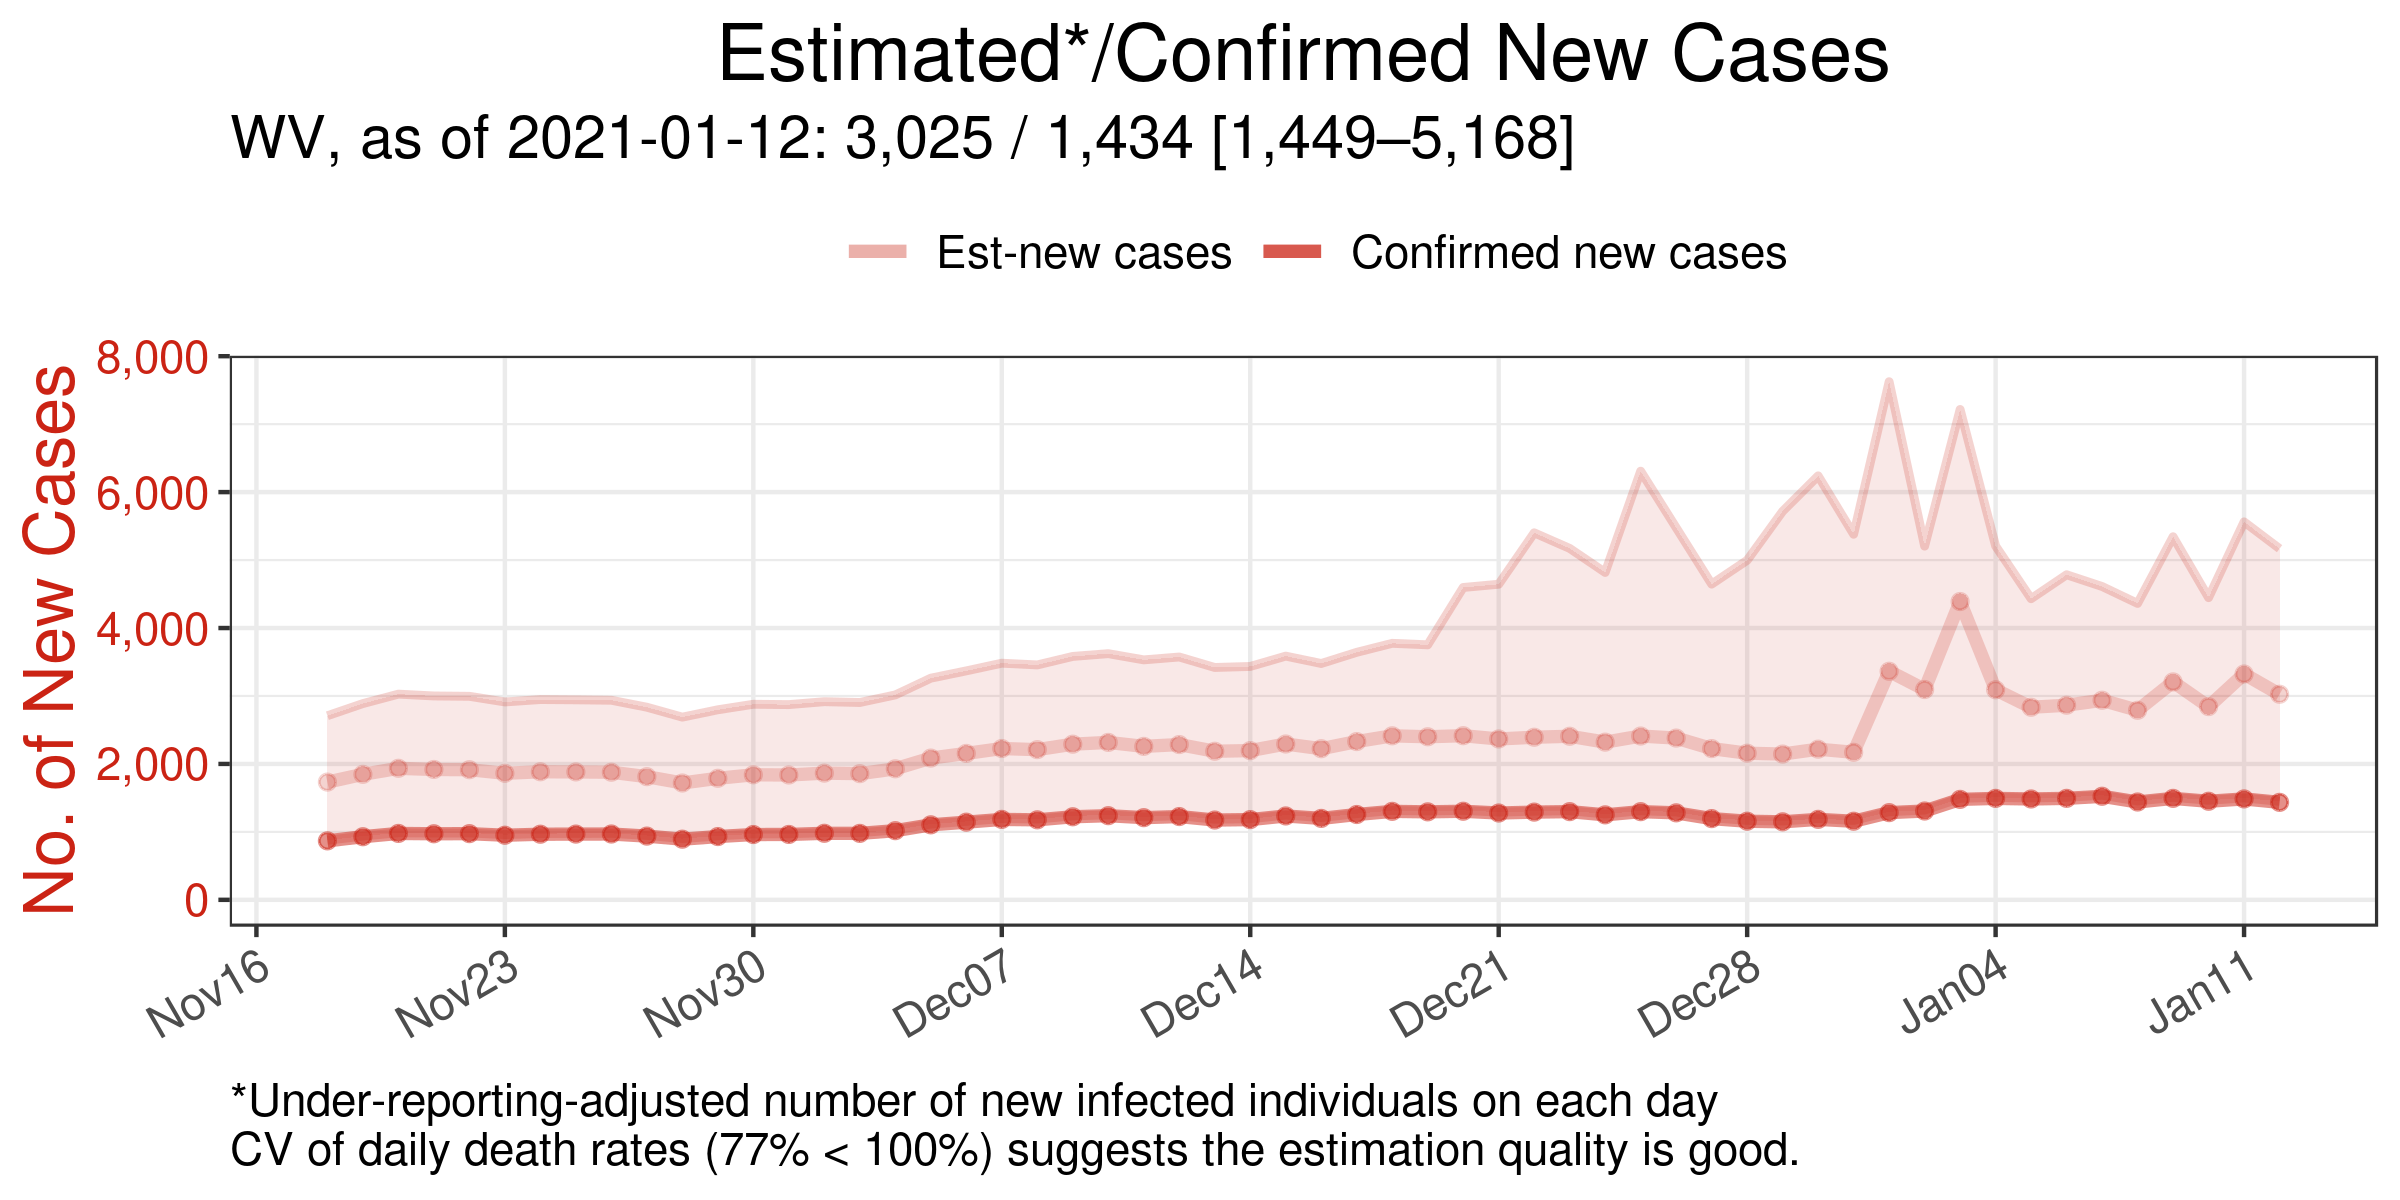 Estimated*/Confirmed New Cases
WV, as of 2021-01-12: 3,025 / 1,434 [1,449–5,168]
Est-new cases Confirmed new cases
No. of New Cases
8,000
6,000
4,000
2,000
0
Nov16 Nov23 Nov30 Dec07 Dec14 Dec21 Dec28 Jan04 Jan11
*Under-reporting-adjusted number of new infected individuals on each day
CV of daily death rates (77% < 100%) suggests the estimation quality is good.